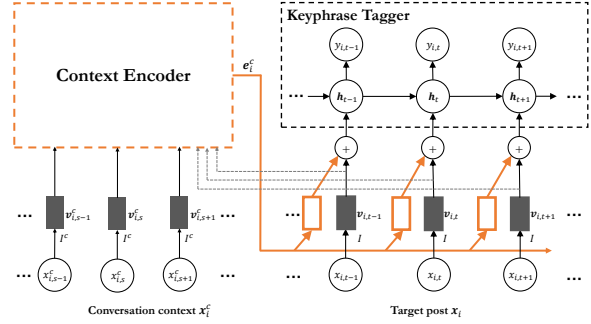 Keyphrase Tagger
y_{i,t-1} y_{i,t} y_{i,t+1}
Context Encoder
e_i^c
... h_{t-1} h_t h_{t+1} ...
+ + +
... v_{i,s-1}^c v_{i,s}^c v_{i,s+1}^c ... ... v_{i,t-1} v_{i,t} v_{i,t+1} ...
I^c I^c I^c I I I
... x_{i,s-1}^c x_{i,s}^c x_{i,s+1}^c ... ... x_{i,t-1} x_{i,t} x_{i,t+1} ...
Conversation context x_i^c Target post x_i